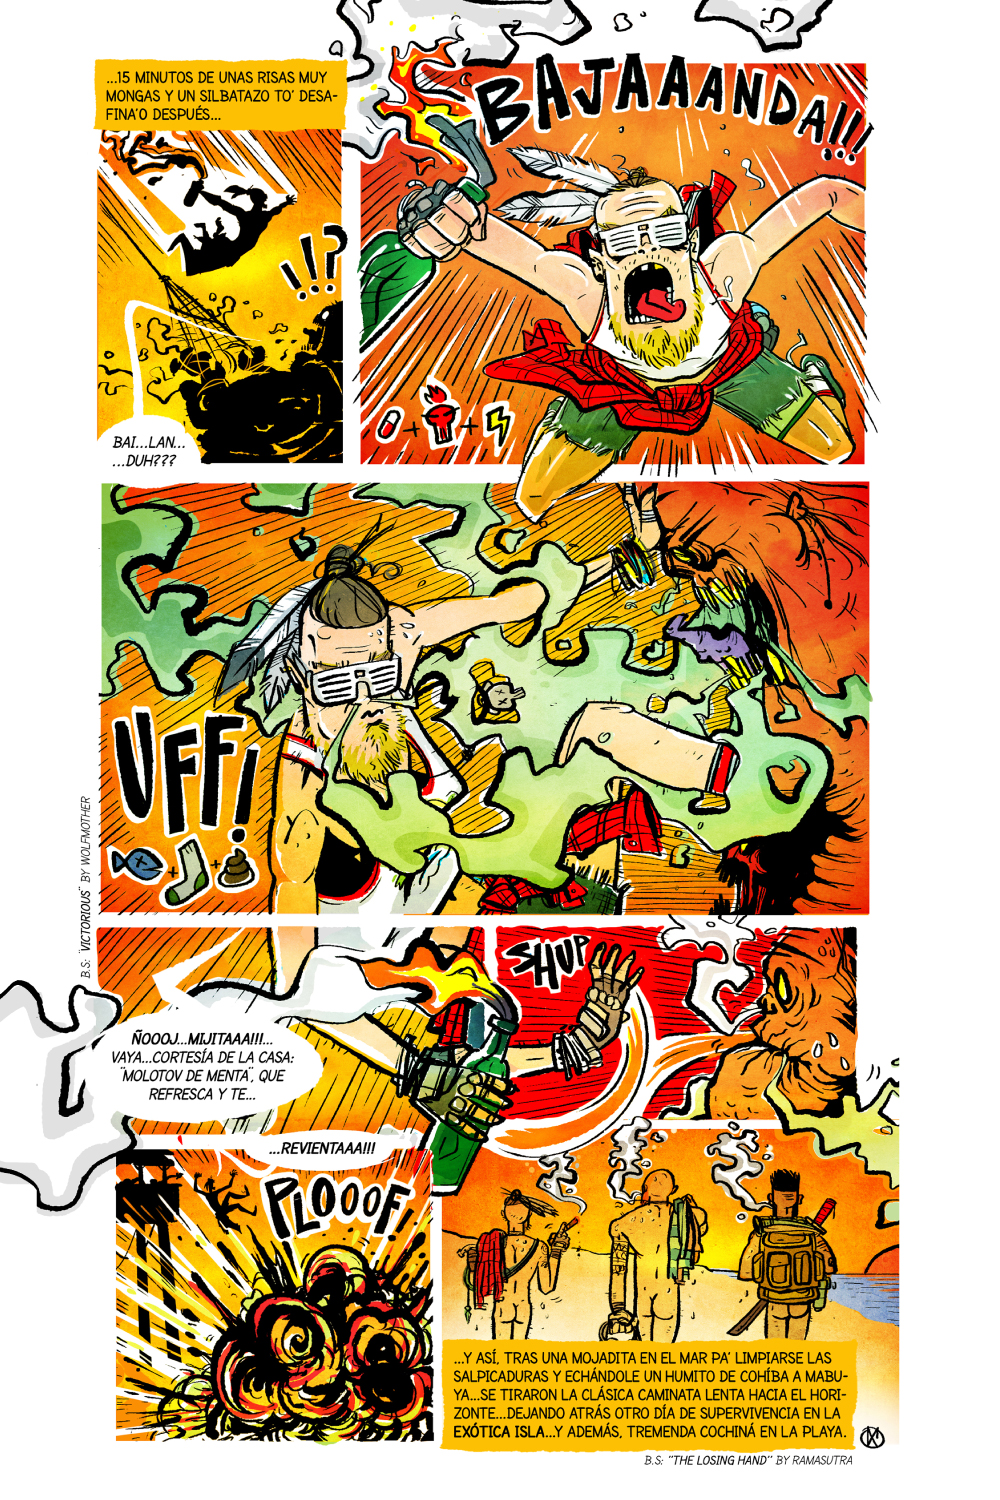 ...15 MINUTOS DE UNAS RISAS MUY
MONGAS Y UN SILBATAZO TO' DESA-
FINA'O DESPUÉS...
!!?
BAI...LAN...
...DUH???
BAJAAAANDA!!!
UFF!
B.S: "VICTORIOUS" BY WOLFMOTHER
ÑOOOJ...MIJITAAA!!!...
VAYA...CORTESÍA DE LA CASA:
"MOLOTOV DE MENTA", QUE
REFRESCA Y TE...
SHUP
...REVIENTAAA!!!
PLOOOF!
...Y ASÍ, TRAS UNA MOJADITA EN EL MAR PA' LIMPIARSE LAS
SALPICADURAS Y ECHÁNDOLE UN HUMITO DE COHÍBA A MABU-
YA...SE TIRARON LA CLÁSICA CAMINATA LENTA HACIA EL HORI-
ZONTE...DEJANDO ATRÁS OTRO DÍA DE SUPERVIVENCIA EN LA
EXÓTICA ISLA...Y ADEMÁS, TREMENDA COCHINÁ EN LA PLAYA.
B.S: "THE LOSING HAND" BY RAMASUTRA